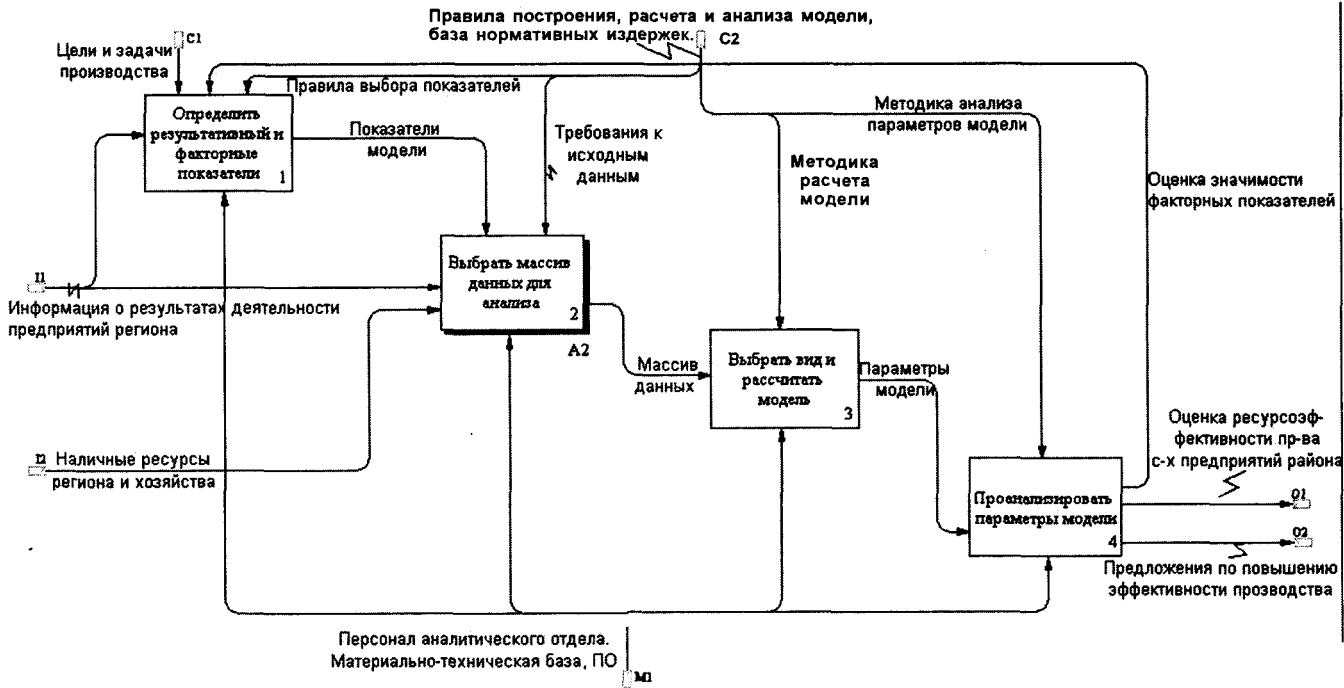 Правила построения, расчета и анализа модели,
база нормативных издержек.
C2
C1
Цели и задачи
производства
Правила выбора показателей
Определить
результативный и
факторные
показатели
1
Показатели
модели
Требования к
исходным
данным
Методика анализа
параметров модели
Методика
расчета
модели
Оценка значимости
факторных показателей
I1
Информация о результатах деятельности
предприятий региона
Выбрать массив
данных для
анализа
2
A2
Массив
данных
Выбрать вид и
рассчитать
модель
3
Параметры
модели
I2
Наличные ресурсы
региона и хозяйства
Оценка ресурсоэф-
фективности пр-ва
с-х предприятий района
Проанализировать
параметры модели
4
O1
O2
Предложения по повышению
эффективности прозводства
Персонал аналитического отдела.
Материально-техническая база, ПО
M1